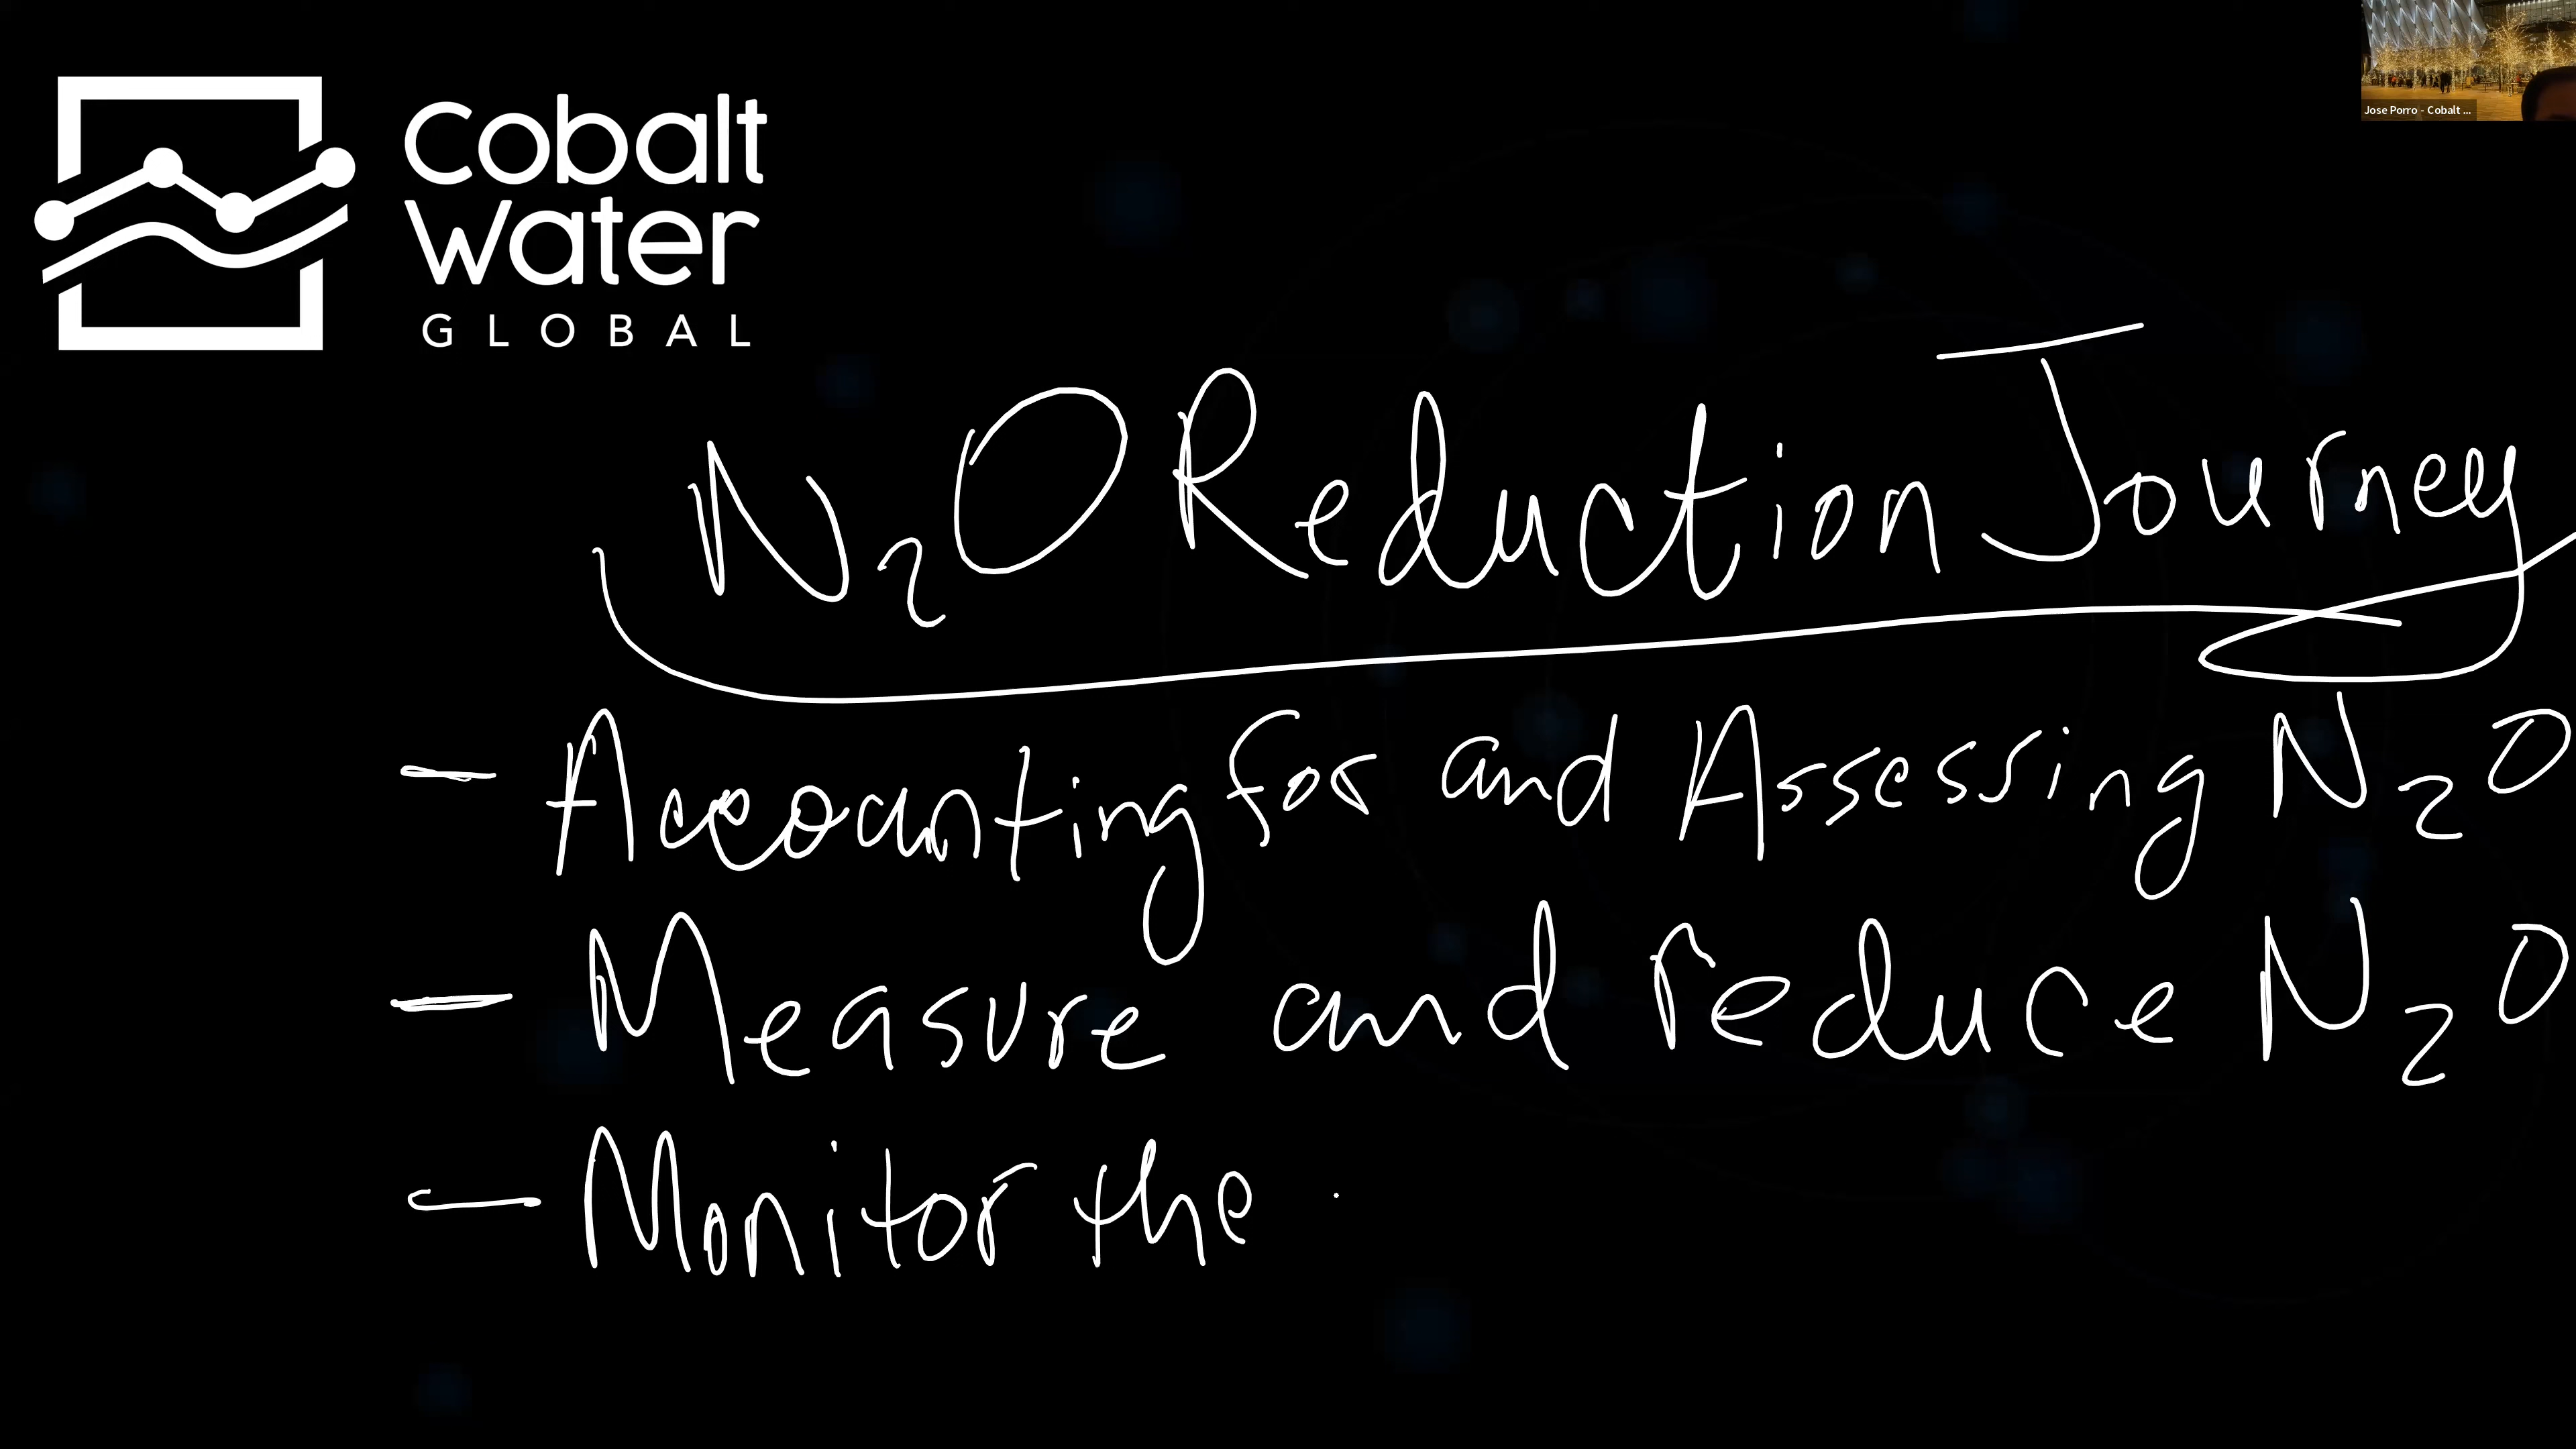 Jose Porro - Cobalt ...
Cobalt
Water
GLOBAL
N₂O Reduction Journey
- Accounting for and Assessing N₂O
- Measure and reduce N₂O
- Monitor the